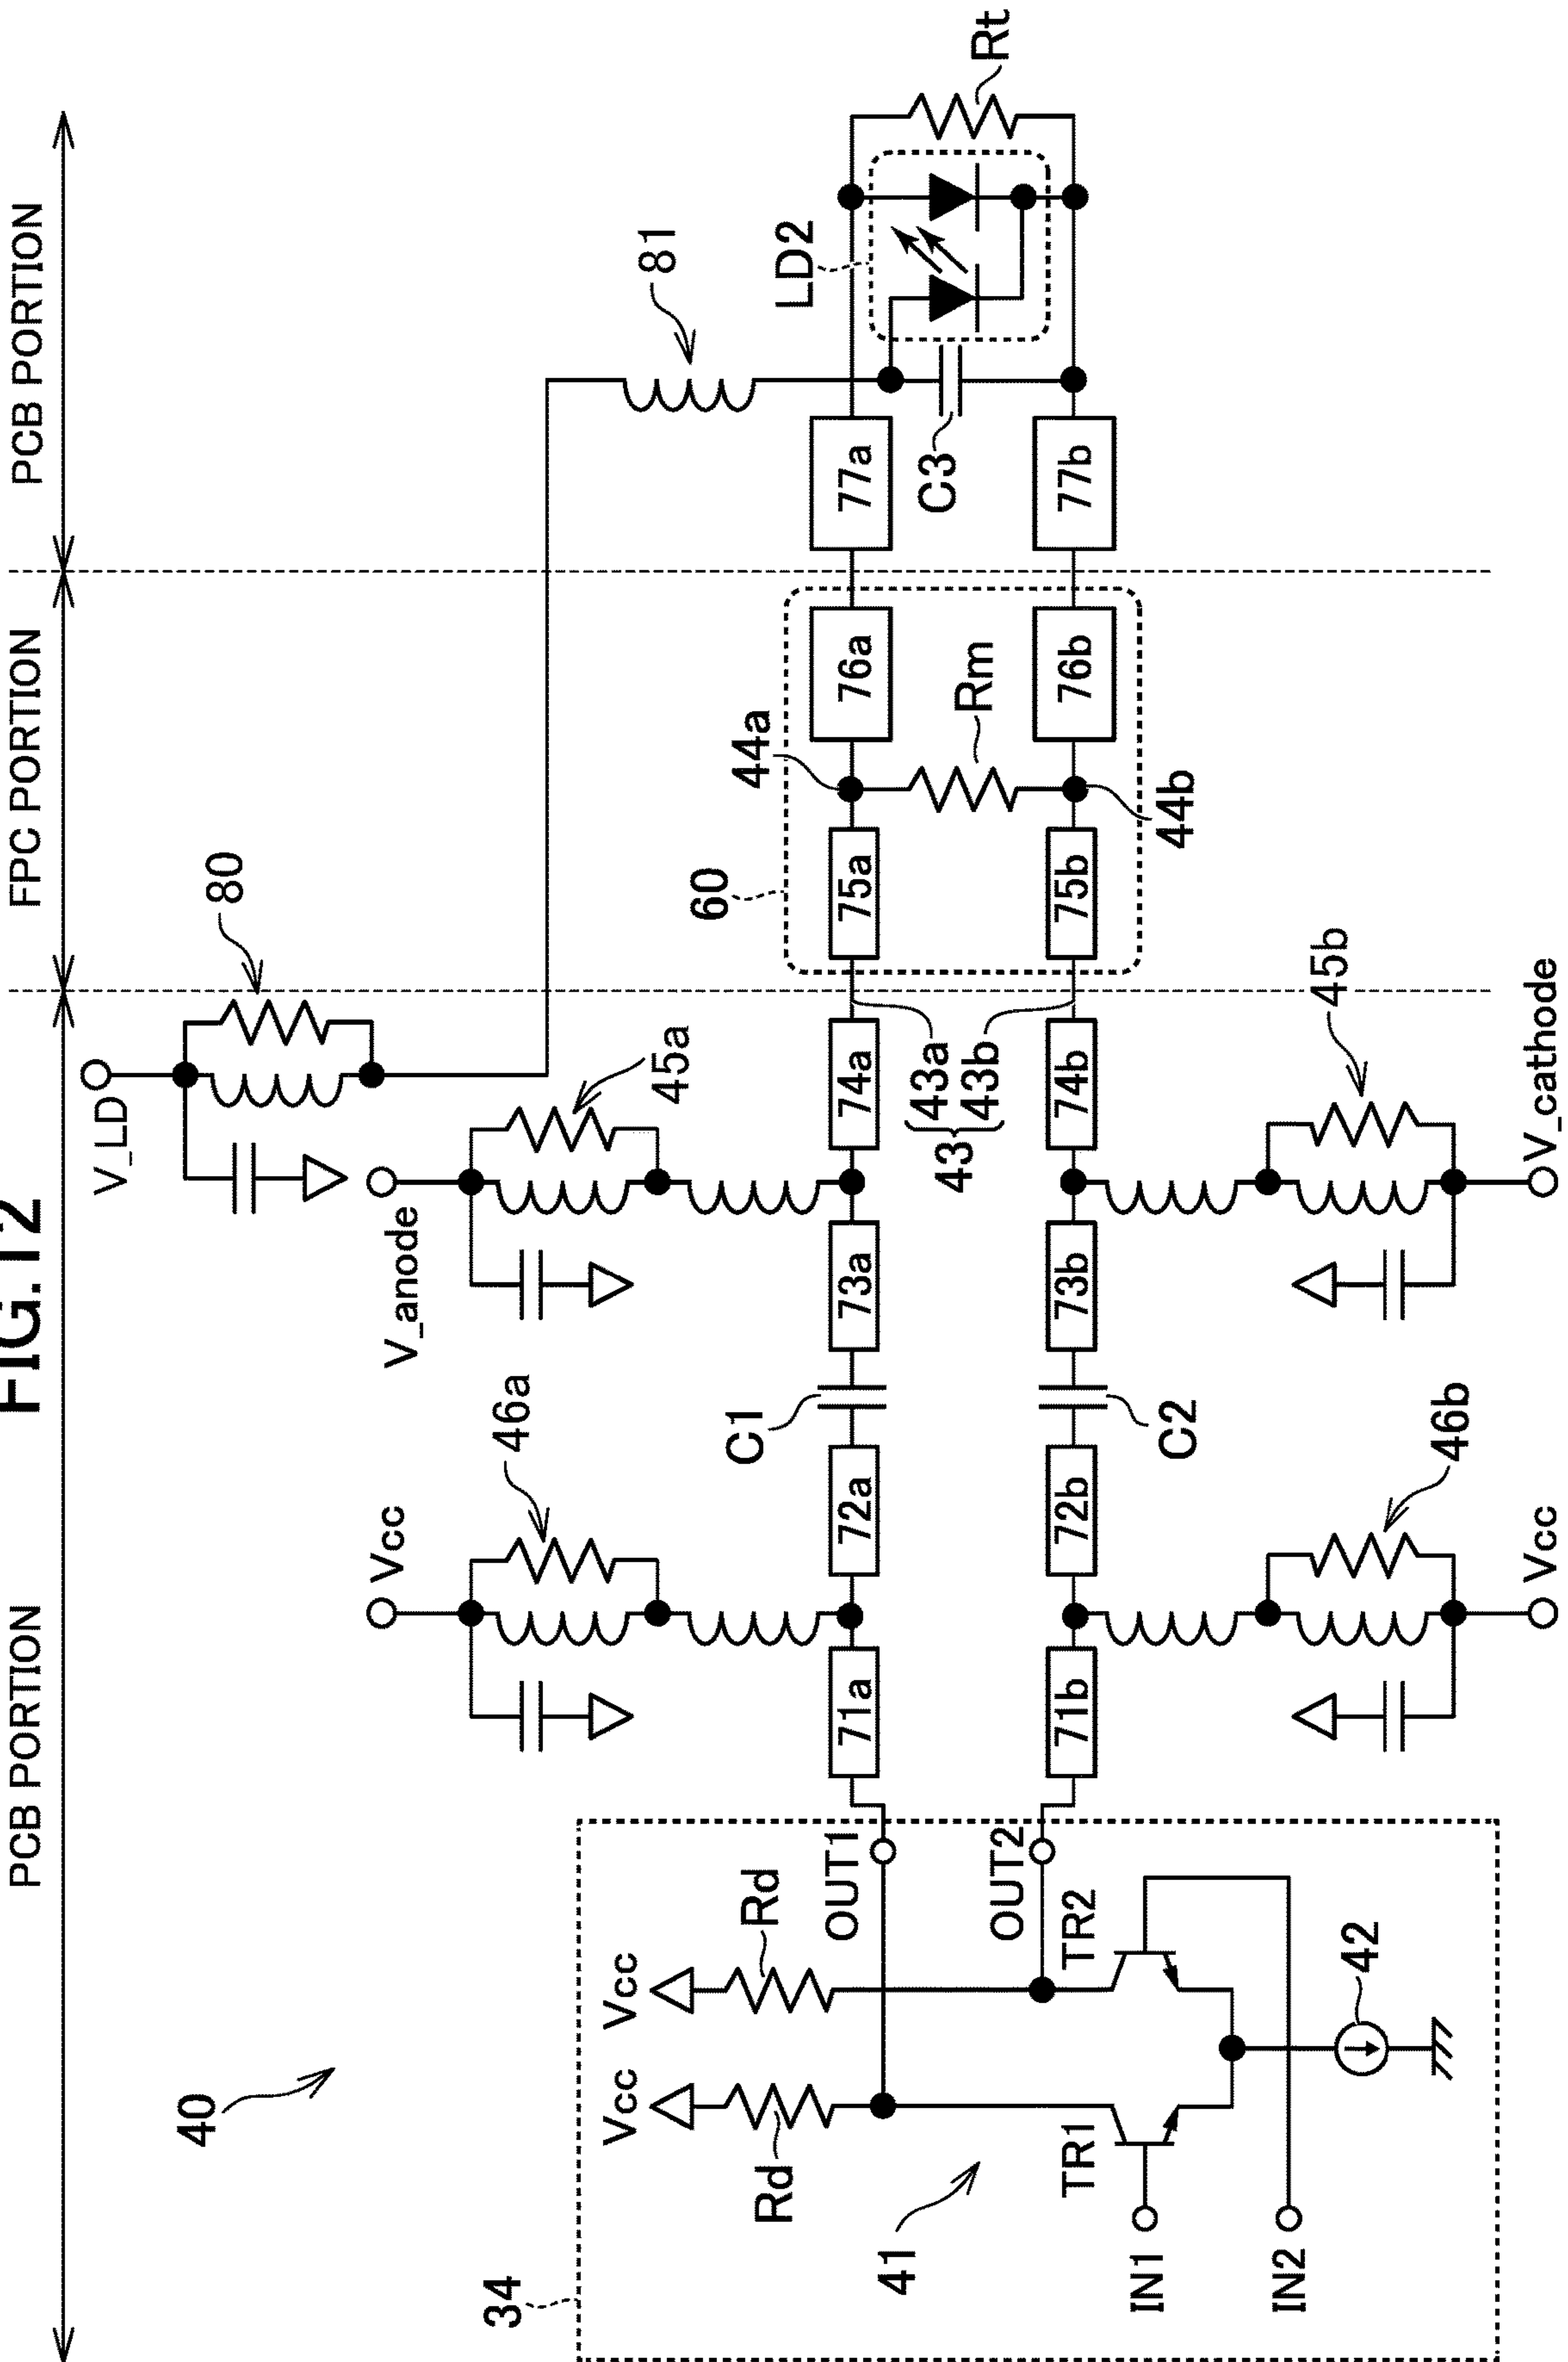 FIG.12
PCB PORTION
FPC PORTION
PCB PORTION
40
V_LD
80
Vcc
46a
V_anode
45a
81
34
Vcc
Vcc
Rd
Rd
41
OUT1
OUT2
TR1
TR2
IN1
IN2
42
71a
72a
C1
73a
74a
60
75a
44a
76a
77a
LD2
Rt
43
43a
43b
Rm
C3
71b
72b
C2
73b
74b
75b
44b
76b
77b
46b
Vcc
45b
V_cathode